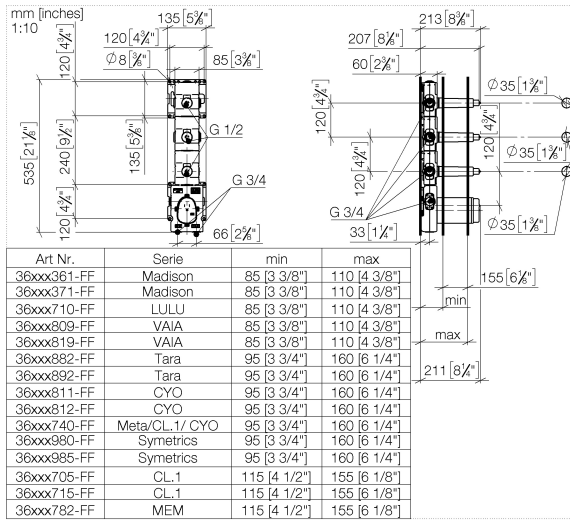 mm [inches]
1:10
135 [5⅜"]
120 [4¾"]
Ø 8 [⅜"]
85 [3⅜"]
120 [4¾"]
535 [21⅛"]
240 [9½"]
135 [5⅜"]
120 [4¾"]
G 1/2
G 3/4
66 [2⅝"]
213 [8⅜"]
207 [8⅛"]
60 [2⅜"]
Ø 35 [1⅜"]
120 [4¾"]
Ø 35 [1⅜"]
120 [4¾"]
120 [4¾"]
G 3/4
Ø 35 [1⅜"]
33 [1¼"]
155 [6⅛"]
min
max
211 [8¼"]
Art Nr. Serie min max
36xxx361-FF Madison 85 [3 3/8"] 110 [4 3/8"]
36xxx371-FF Madison 85 [3 3/8"] 110 [4 3/8"]
36xxx710-FF LULU 85 [3 3/8"] 110 [4 3/8"]
36xxx809-FF VAIA 85 [3 3/8"] 110 [4 3/8"]
36xxx819-FF VAIA 85 [3 3/8"] 110 [4 3/8"]
36xxx882-FF Tara 95 [3 3/4"] 160 [6 1/4"]
36xxx892-FF Tara 95 [3 3/4"] 160 [6 1/4"]
36xxx811-FF CYO 95 [3 3/4"] 160 [6 1/4"]
36xxx812-FF CYO 95 [3 3/4"] 160 [6 1/4"]
36xxx740-FF Meta/CL.1/ CYO 95 [3 3/4"] 160 [6 1/4"]
36xxx980-FF Symetrics 95 [3 3/4"] 160 [6 1/4"]
36xxx985-FF Symetrics 95 [3 3/4"] 160 [6 1/4"]
36xxx705-FF CL.1 115 [4 1/2"] 155 [6 1/8"]
36xxx715-FF CL.1 115 [4 1/2"] 155 [6 1/8"]
36xxx782-FF MEM 115 [4 1/2"] 155 [6 1/8"]